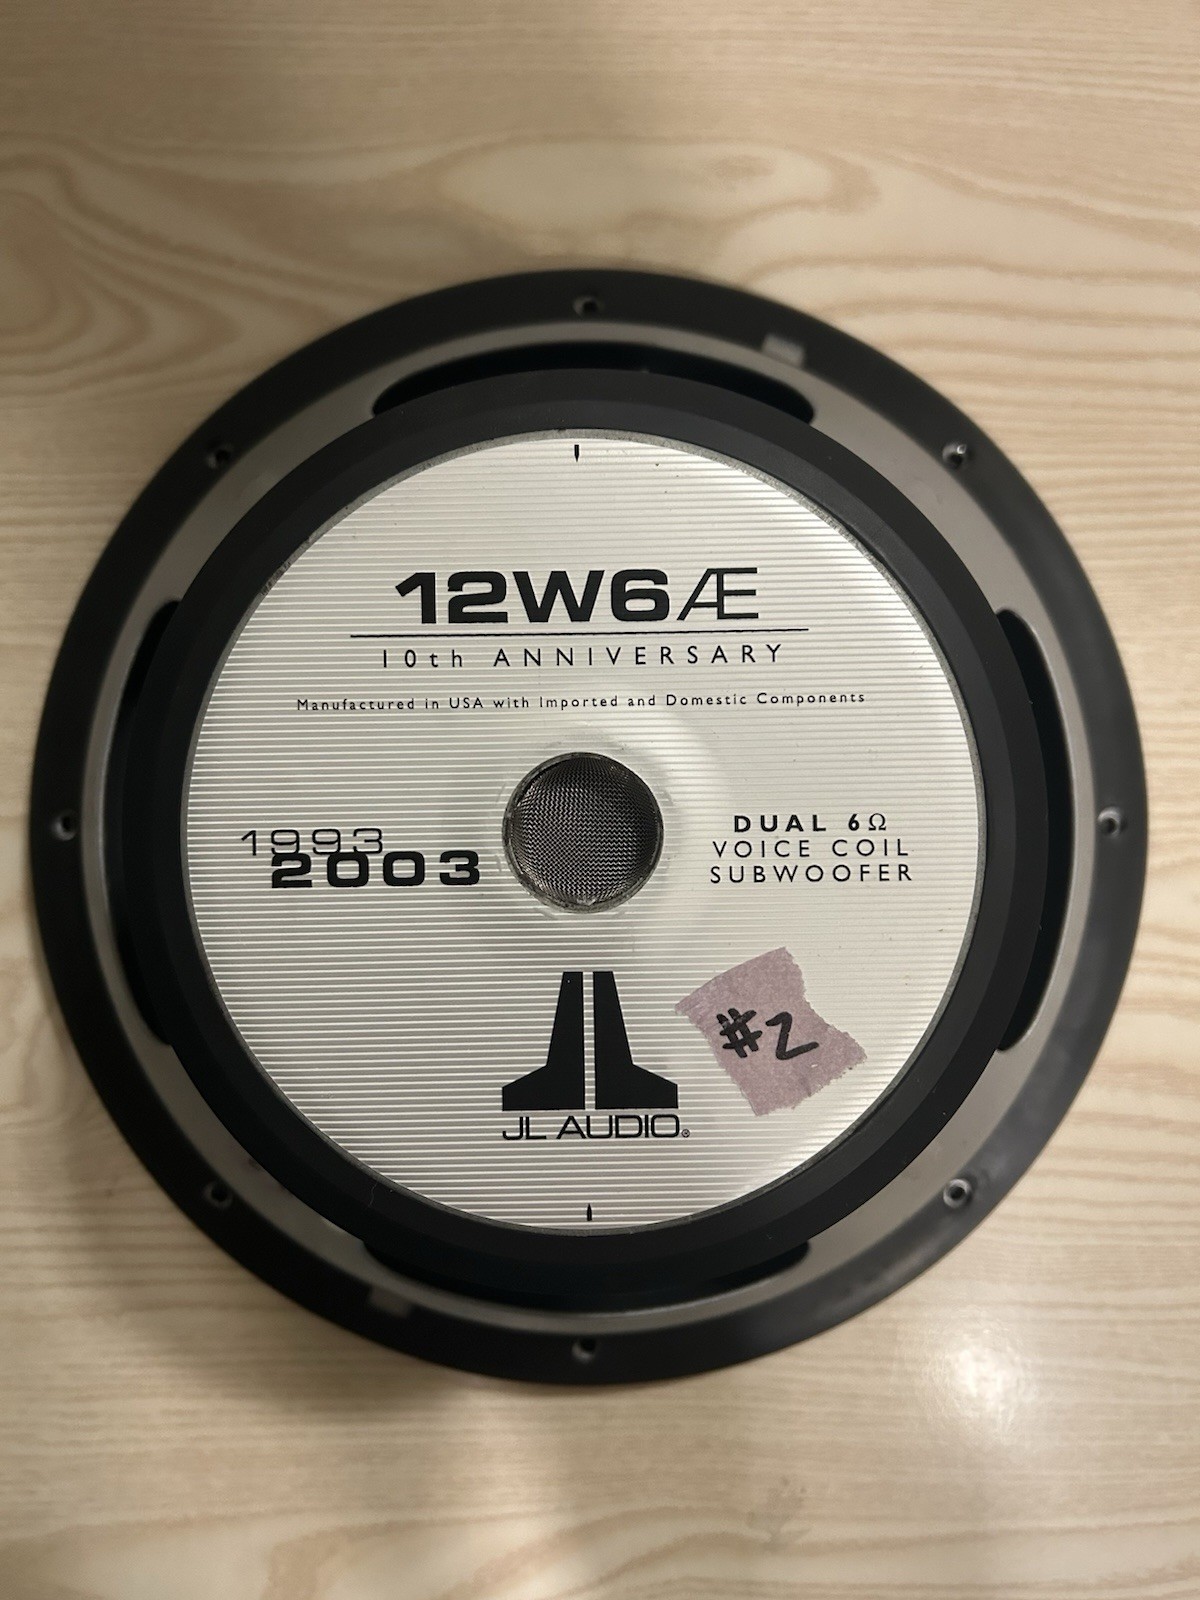 12W6Æ
10th ANNIVERSARY
Manufactured in USA with Imported and Domestic Components
1993
2003
DUAL 6Ω
VOICE COIL
SUBWOOFER
#2
JL AUDIO®